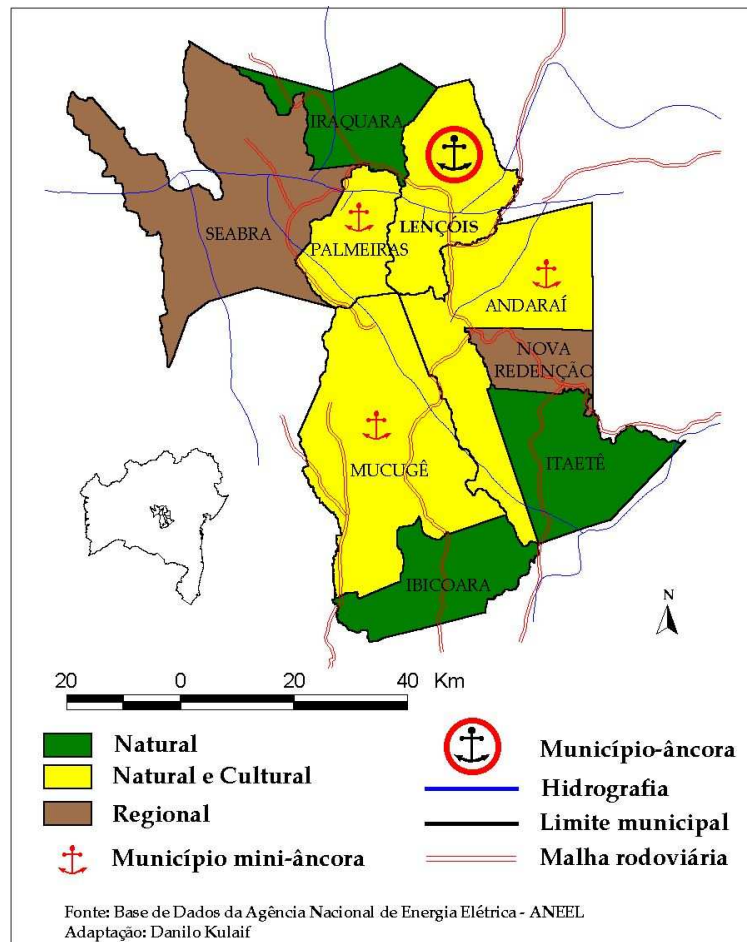 IRAQUARA
SEABRA
PALMEIRAS
LENÇÓIS
ANDARAÍ
NOVA
REDENÇÃO
MUCUGÊ
ITAETÊ
IBICOARA
N
20 0 20 40 Km
Natural
Natural e Cultural
Regional
Município mini-âncora
Município-âncora
Hidrografia
Limite municipal
Malha rodoviária
Fonte: Base de Dados da Agência Nacional de Energia Elétrica - ANEEL
Adaptação: Danilo Kulaif